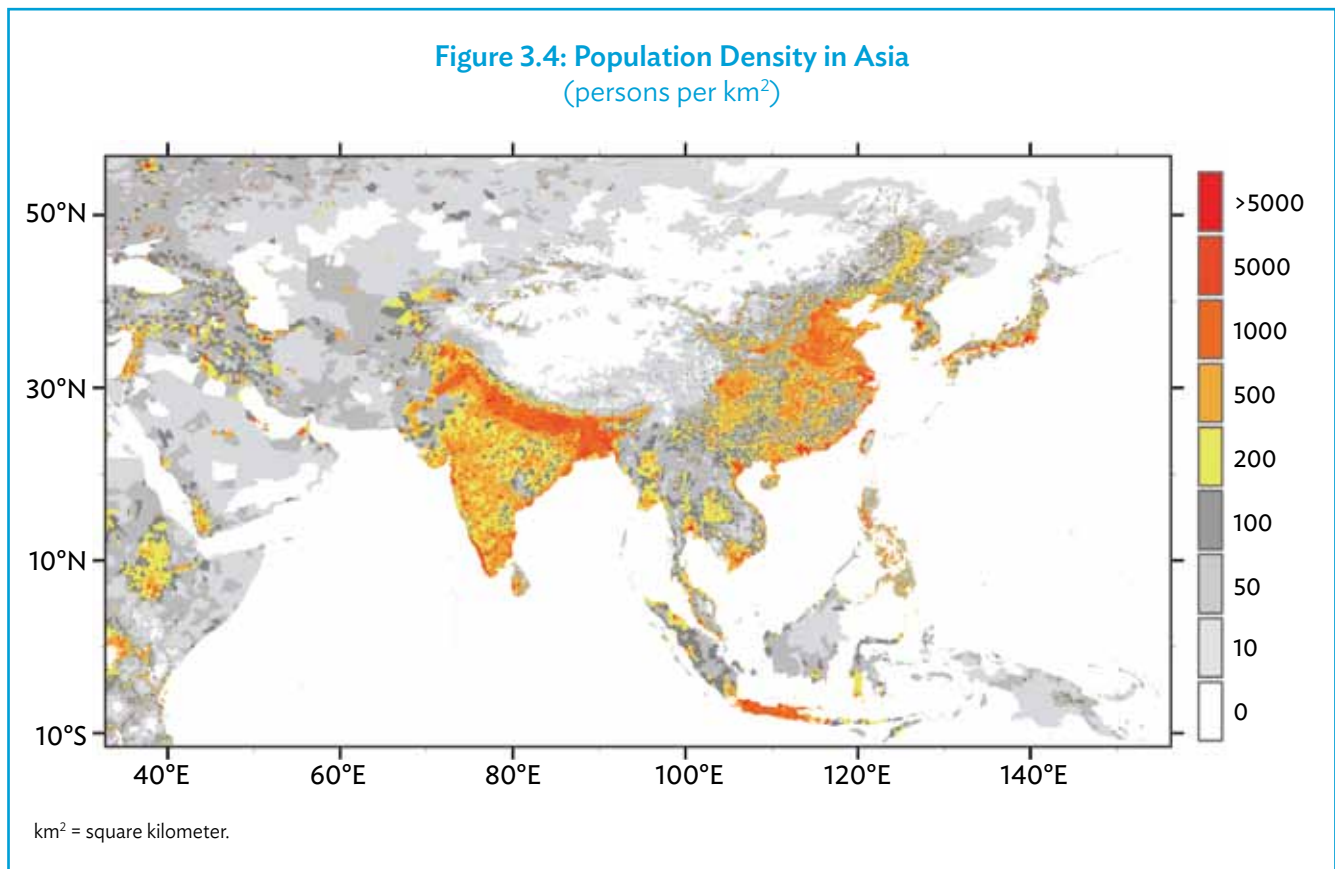 Figure 3.4: Population Density in Asia
(persons per km²)
50°N
30°N
10°N
10°S
40°E
60°E
80°E
100°E
120°E
140°E
>5000
5000
1000
500
200
100
50
10
0
km² = square kilometer.